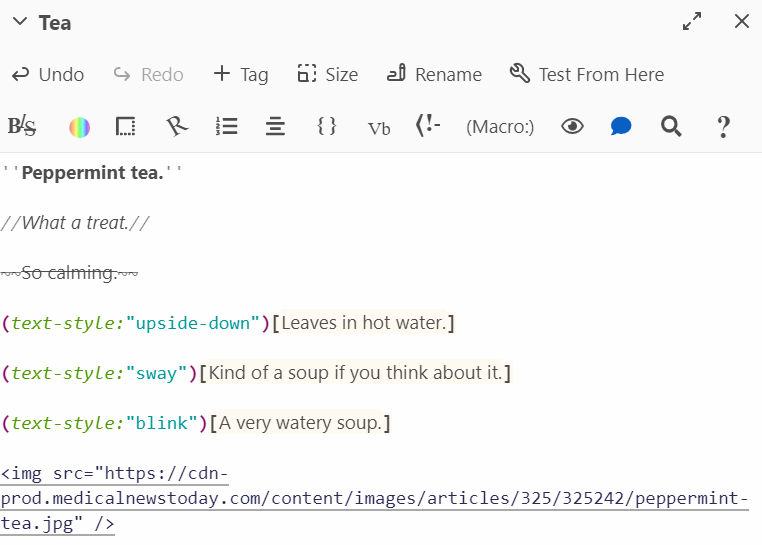 Tea
Undo Redo + Tag Size Rename Test From Here
B/S { } Vb (!- (Macro:) ?
''Peppermint tea.''
//What a treat.//
~~So calming.~~
(text-style:"upside-down")[Leaves in hot water.]
(text-style:"sway")[Kind of a soup if you think about it.]
(text-style:"blink")[A very watery soup.]
<img src="https://cdn-
prod.medicalnewstoday.com/content/images/articles/325/325242/peppermint-
tea.jpg" />